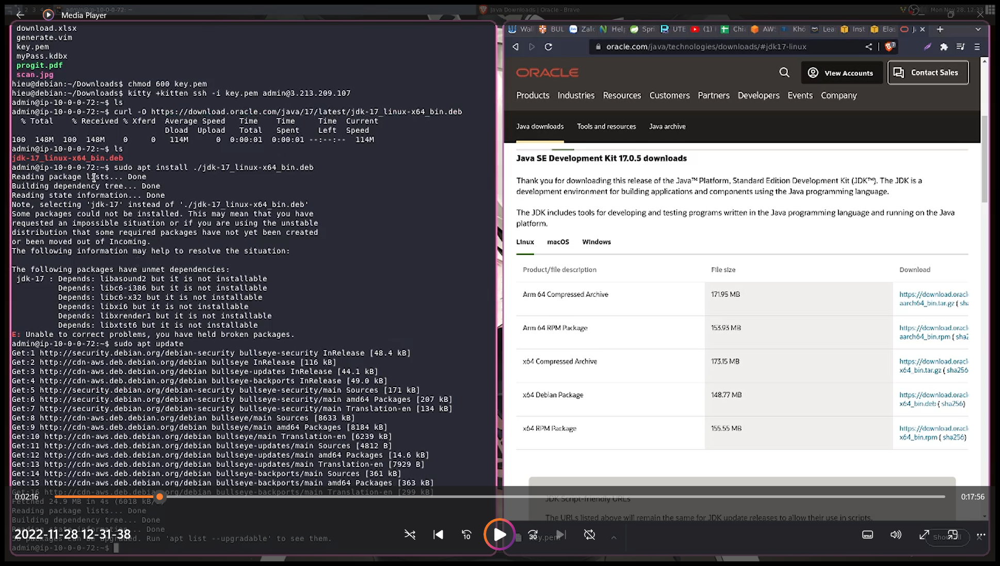 Media Player
Java Downloads | Oracle - Brave
Mon Nov 28, 12:33
download.xlsx
generate.vim
key.pem
myPass.kdbx
progit.pdf
scan.jpg
hieu@debian:~/Downloads$ chmod 600 key.pem
hieu@debian:~/Downloads$ kitty +kitten ssh -i key.pem admin@3.213.209.107
admin@ip-10-0-0-72:~$ ls
admin@ip-10-0-0-72:~$ curl -O https://download.oracle.com/java/17/latest/jdk-17_linux-x64_bin.deb
% Total % Received % Xferd Average Speed Time Time Time Current
Dload Upload Total Spent Left Speed
100 148M 100 148M 0 0 114M 0 0:00:01 0:00:01 --:--:-- 114M
admin@ip-10-0-0-72:~$ ls
jdk-17_linux-x64_bin.deb
admin@ip-10-0-0-72:~$ sudo apt install ./jdk-17_linux-x64_bin.deb
Reading package lists... Done
Building dependency tree... Done
Reading state information... Done
Note, selecting 'jdk-17' instead of './jdk-17_linux-x64_bin.deb'
Some packages could not be installed. This may mean that you have
requested an impossible situation or if you are using the unstable
distribution that some required packages have not yet been created
or been moved out of Incoming.
The following information may help to resolve the situation:
The following packages have unmet dependencies:
jdk-17 : Depends: libasound2 but it is not installable
Depends: libc6-i386 but it is not installable
Depends: libc6-x32 but it is not installable
Depends: libxi6 but it is not installable
Depends: libxrender1 but it is not installable
Depends: libxtst6 but it is not installable
E: Unable to correct problems, you have held broken packages.
admin@ip-10-0-0-72:~$ sudo apt update
Get:1 http://security.debian.org/debian-security bullseye-security InRelease [48.4 kB]
Get:2 http://cdn-aws.deb.debian.org/debian bullseye InRelease [116 kB]
Get:3 http://cdn-aws.deb.debian.org/debian bullseye-updates InRelease [44.1 kB]
Get:4 http://cdn-aws.deb.debian.org/debian bullseye-backports InRelease [49.0 kB]
Get:5 http://security.debian.org/debian-security bullseye-security/main Sources [171 kB]
Get:6 http://security.debian.org/debian-security bullseye-security/main amd64 Packages [207 kB]
Get:7 http://security.debian.org/debian-security bullseye-security/main Translation-en [134 kB]
Get:8 http://cdn-aws.deb.debian.org/debian bullseye/main Sources [8633 kB]
Get:9 http://cdn-aws.deb.debian.org/debian bullseye/main amd64 Packages [8184 kB]
Get:10 http://cdn-aws.deb.debian.org/debian bullseye/main Translation-en [6239 kB]
Get:11 http://cdn-aws.deb.debian.org/debian bullseye-updates/main Sources [4812 B]
Get:12 http://cdn-aws.deb.debian.org/debian bullseye-updates/main amd64 Packages [14.6 kB]
Get:13 http://cdn-aws.deb.debian.org/debian bullseye-updates/main Translation-en [7929 B]
Get:14 http://cdn-aws.deb.debian.org/debian bullseye-backports/main Sources [361 kB]
Get:15 http://cdn-aws.deb.debian.org/debian bullseye-backports/main amd64 Packages [363 kB]
Get:16 http://cdn-aws.deb.debian.org/debian bullseye-backports/main Translation-en [299 kB]
Fetched 24.9 MB in 4s (6018 kB/
Reading package lists... Done
Building dependency tree... Done
Reading state information... Done
upgraded. Run 'apt list --upgradable' to see them.
admin@ip-10-0-0-72:~$
Wall BUL Zalo Help Spri UTE (1) Chi AWS Khó Lea Inst Elas J
oracle.com/java/technologies/downloads/#jdk17-linux
ORACLE
View Accounts
Contact Sales
Products Industries Resources Customers Partners Developers Events Company
Java downloads Tools and resources Java archive
Java SE Development Kit 17.0.5 downloads
Thank you for downloading this release of the Java™ Platform, Standard Edition Development Kit (JDK™). The JDK is a
development environment for building applications and components using the Java programming language.
The JDK includes tools for developing and testing programs written in the Java programming language and running on the Java
platform.
Linux macOS Windows
Product/file description File size Download
Arm 64 Compressed Archive 171.95 MB https://download.oracl
aarch64_bin.tar.gz ( sha
Arm 64 RPM Package 153.93 MB https://download.oracl
aarch64_bin.rpm ( sha2
x64 Compressed Archive 173.15 MB https://download.oracl
x64_bin.tar.gz ( sha256
x64 Debian Package 148.77 MB https://download.oracl
x64_bin.deb ( sha256)
x64 RPM Package 155.55 MB https://download.oracl
x64_bin.rpm ( sha256)
JDK Script-friendly URLs
The URLs listed above will remain the same for JDK update releases to allow their use in scripts.
key.pem
Show all
0:02:16
0:17:56
2022-11-28 12-31-38
10
30